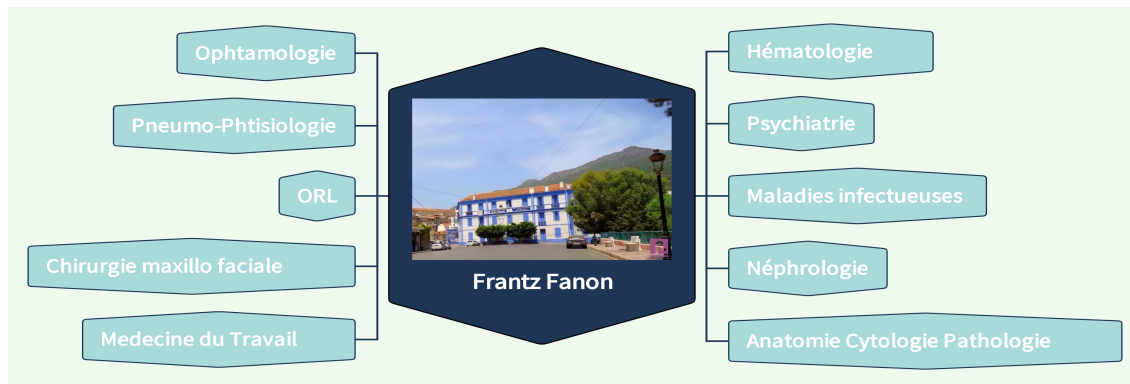 Ophtamologie
Pneumo-Phtisiologie
ORL
Chirurgie maxillo faciale
Medecine du Travail
Frantz Fanon
Hématologie
Psychiatrie
Maladies infectueuses
Néphrologie
Anatomie Cytologie Pathologie